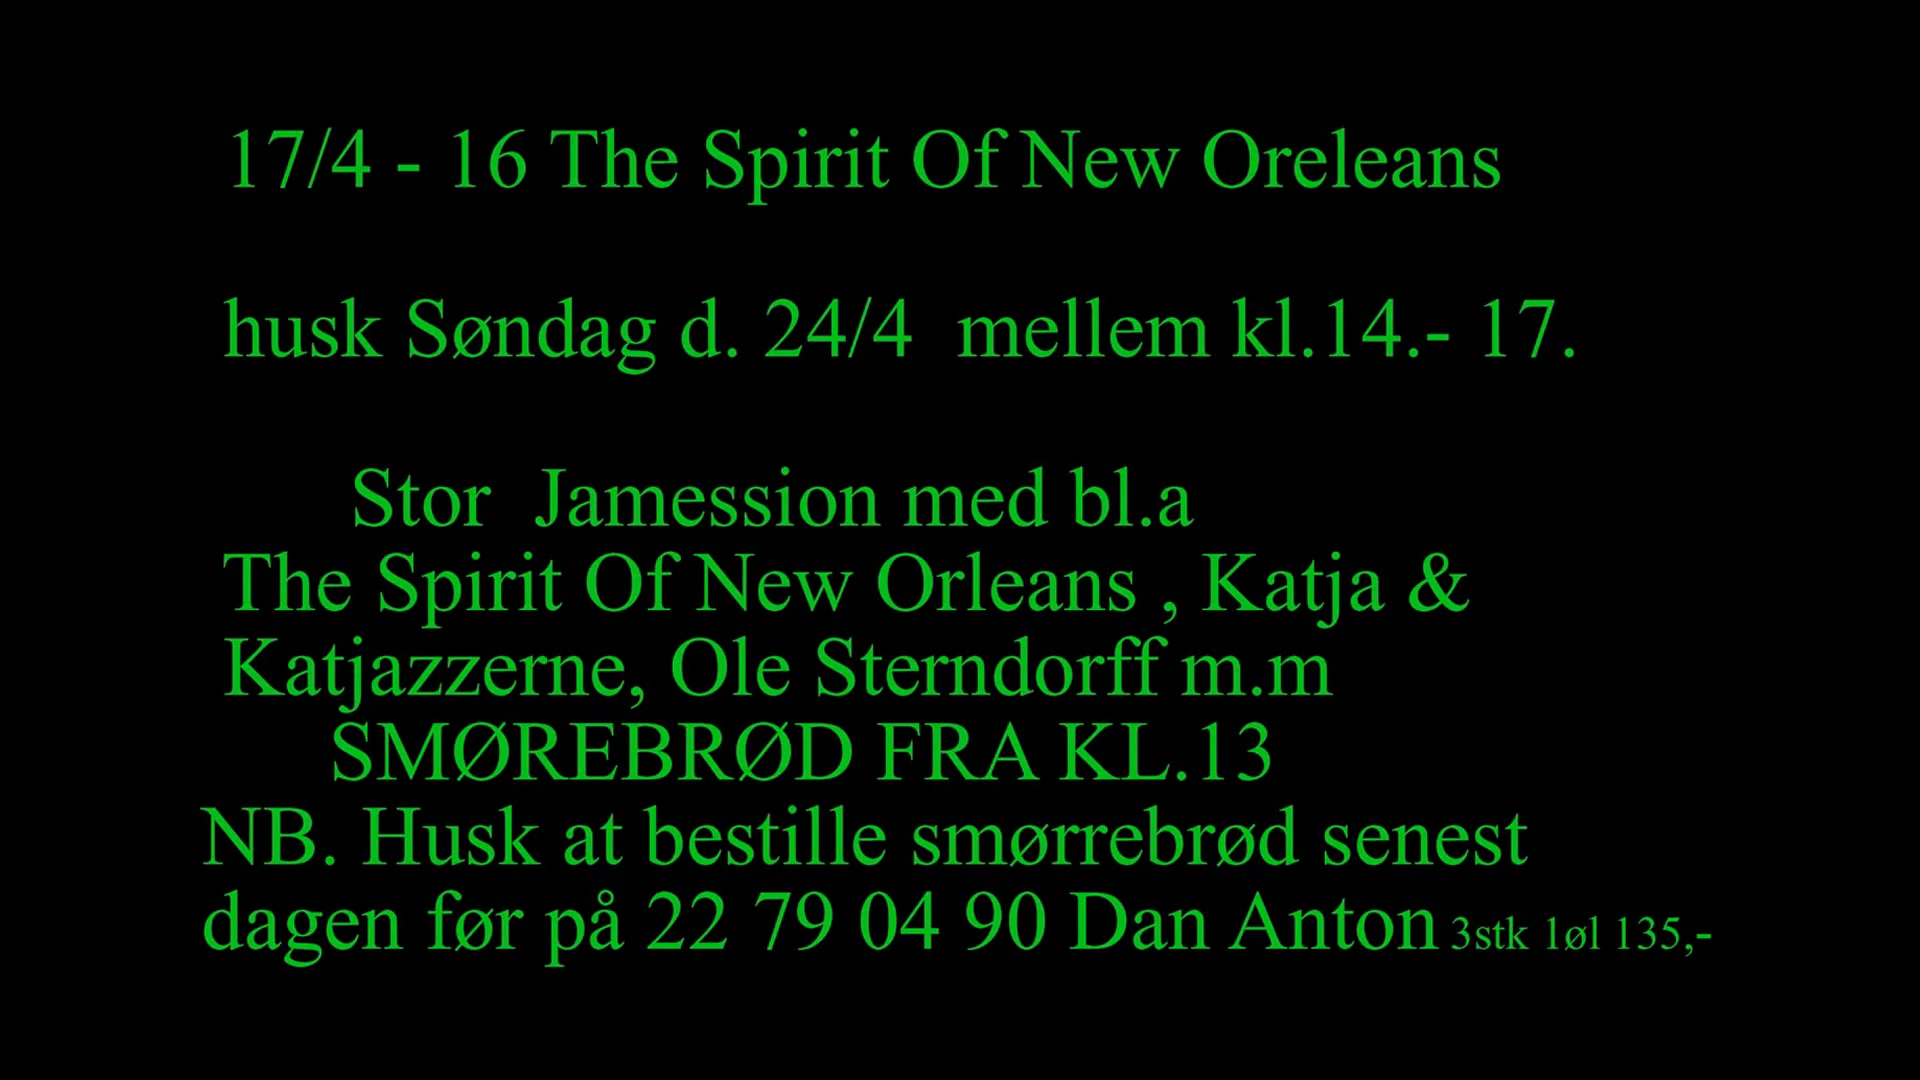 17/4 - 16 The Spirit Of New Oreleans
husk Søndag d. 24/4 mellem kl.14.- 17.
Stor Jamession med bl.a
The Spirit Of New Orleans , Katja &
Katjazzerne, Ole Sterndorff m.m
SMØREBRØD FRA KL.13
NB. Husk at bestille smørrebrød senest
dagen før på 22 79 04 90 Dan Anton 3stk 1øl 135,-